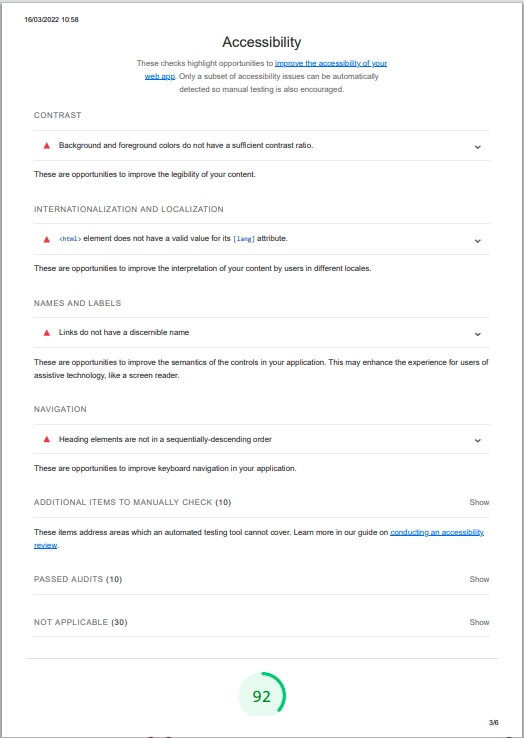 16/03/2022 10:58
Accessibility
These checks highlight opportunities to improve the accessibility of your
web app. Only a subset of accessibility issues can be automatically
detected so manual testing is also encouraged.
CONTRAST
Background and foreground colors do not have a sufficient contrast ratio.
These are opportunities to improve the legibility of your content.
INTERNATIONALIZATION AND LOCALIZATION
<html> element does not have a valid value for its [lang] attribute.
These are opportunities to improve the interpretation of your content by users in different locales.
NAMES AND LABELS
Links do not have a discernible name
These are opportunities to improve the semantics of the controls in your application. This may enhance the experience for users of
assistive technology, like a screen reader.
NAVIGATION
Heading elements are not in a sequentially-descending order
These are opportunities to improve keyboard navigation in your application.
ADDITIONAL ITEMS TO MANUALLY CHECK (10) Show
These items address areas which an automated testing tool cannot cover. Learn more in our guide on conducting an accessibility
review.
PASSED AUDITS (10) Show
NOT APPLICABLE (30) Show
92
3/6